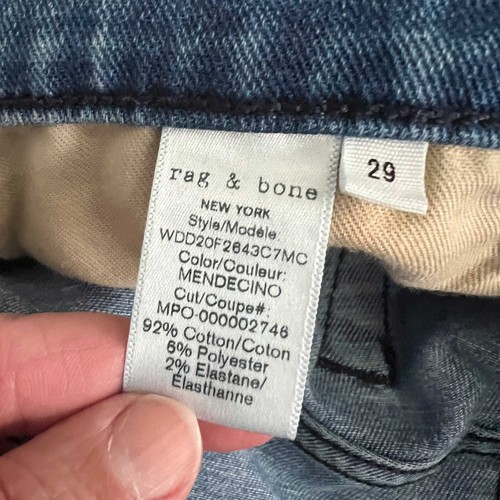 rag & bone
NEW YORK
Style/Modèle:
WDD20F2643C7MC
Color/Couleur:
MENDECINO
Cut/Coupe#:
MPO-000002746
92% Cotton/Coton
6% Polyester
2% Elastane/
Elasthanne
29